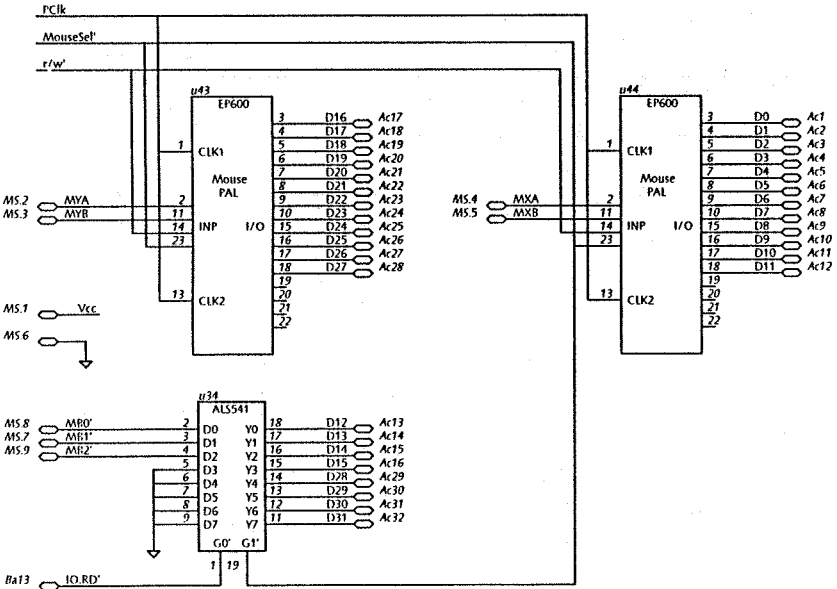 PClk
MouseSel'
r/w'
u43
EP600
3 D16 Ac17
4 D17 Ac18
1 CLK1 5 D18 Ac19
6 D19 Ac20
Mouse 7 D20 Ac21
PAL 8 D21 Ac22
MS.2 MYA 2 9 D22 Ac23
MS.3 MYB 11 10 D23 Ac24
14 INP I/O 15 D24 Ac25
23 16 D25 Ac26
17 D26 Ac27
18 D27 Ac28
19
13 CLK2 20
21
22
MS.1 Vcc
MS.6
u44
EP600
3 D0 Ac1
4 D1 Ac2
1 CLK1 5 D2 Ac3
6 D3 Ac4
Mouse 7 D4 Ac5
PAL 8 D5 Ac6
MS.4 MXA 2 9 D6 Ac7
MS.5 MXB 11 10 D7 Ac8
14 INP I/O 15 D8 Ac9
23 16 D9 Ac10
17 D10 Ac11
18 D11 Ac12
19
13 CLK2 20
21
22
u34
ALS541
MS.8 MB0' 2 D0 Y0 18 D12 Ac13
MS.7 MB1' 3 D1 Y1 17 D13 Ac14
MS.9 MB2' 4 D2 Y2 16 D14 Ac15
5 D3 Y3 15 D15 Ac16
6 D4 Y4 14 D28 Ac29
7 D5 Y5 13 D29 Ac30
8 D6 Y6 12 D30 Ac31
9 D7 Y7 11 D31 Ac32
G0' G1'
1 19
Ba13 IO.RD'